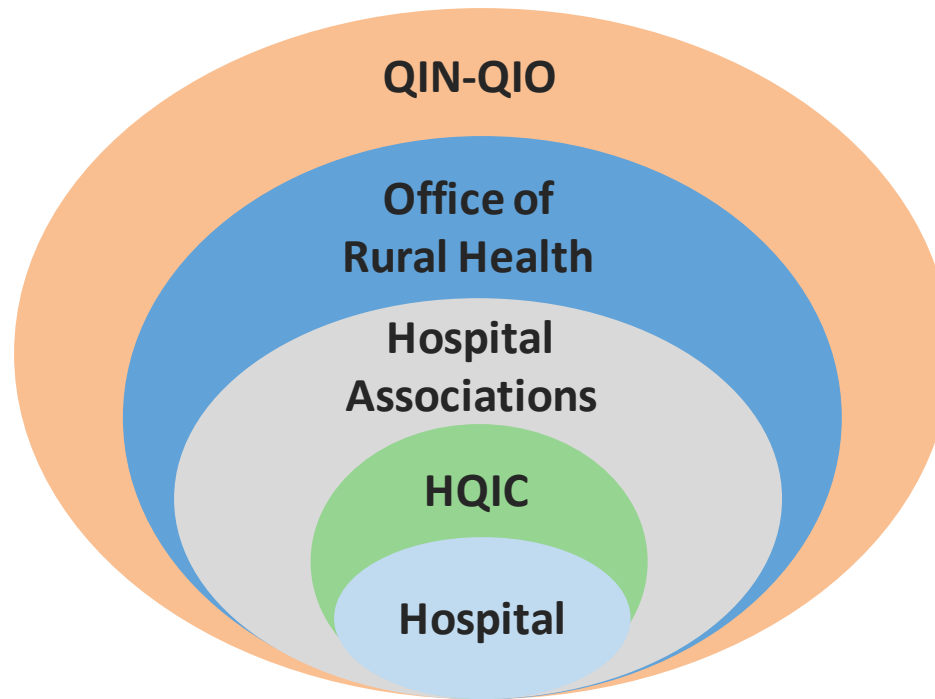 QIN-QIO
Office of
Rural Health
Hospital
Associations
HQIC
Hospital